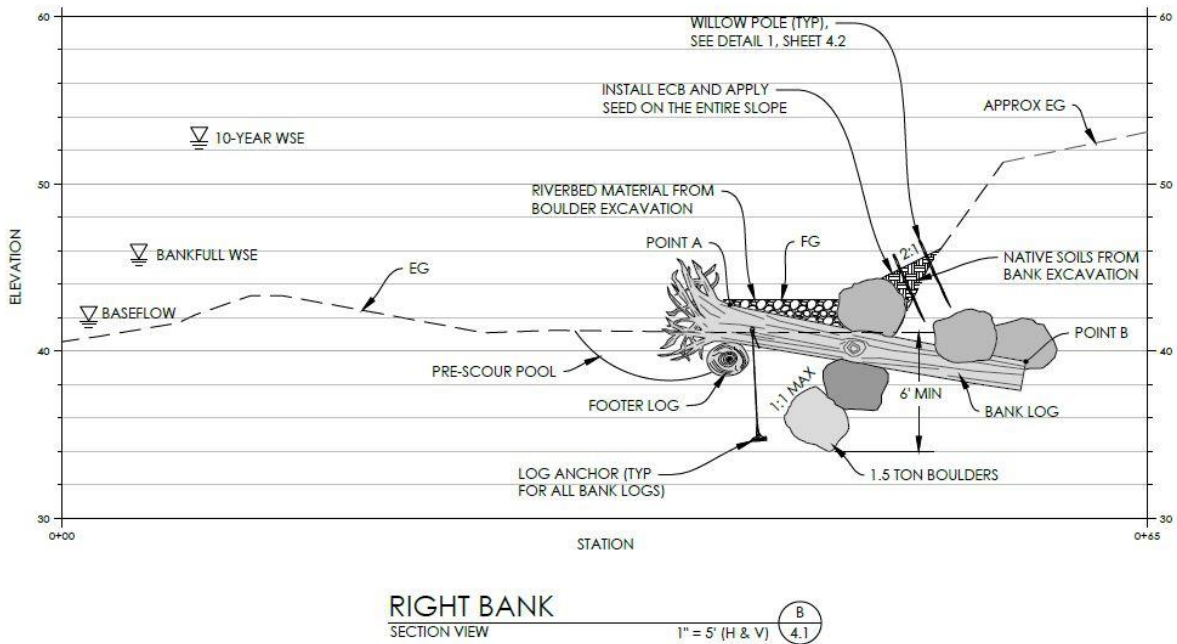 60
60
WILLOW POLE (TYP),
SEE DETAIL 1, SHEET 4.2
INSTALL ECB AND APPLY
SEED ON THE ENTIRE SLOPE
APPROX EG
10-YEAR WSE
50
50
RIVERBED MATERIAL FROM
BOULDER EXCAVATION
POINT A
FG
2:1
NATIVE SOILS FROM
BANK EXCAVATION
BANKFULL WSE
EG
ELEVATION
BASEFLOW
POINT B
40
40
PRE-SCOUR POOL
1:1 MAX
6' MIN
FOOTER LOG
BANK LOG
LOG ANCHOR (TYP
FOR ALL BANK LOGS)
1.5 TON BOULDERS
30
30
0+00
STATION
0+65
RIGHT BANK
SECTION VIEW
1" = 5' (H & V)
B
4.1